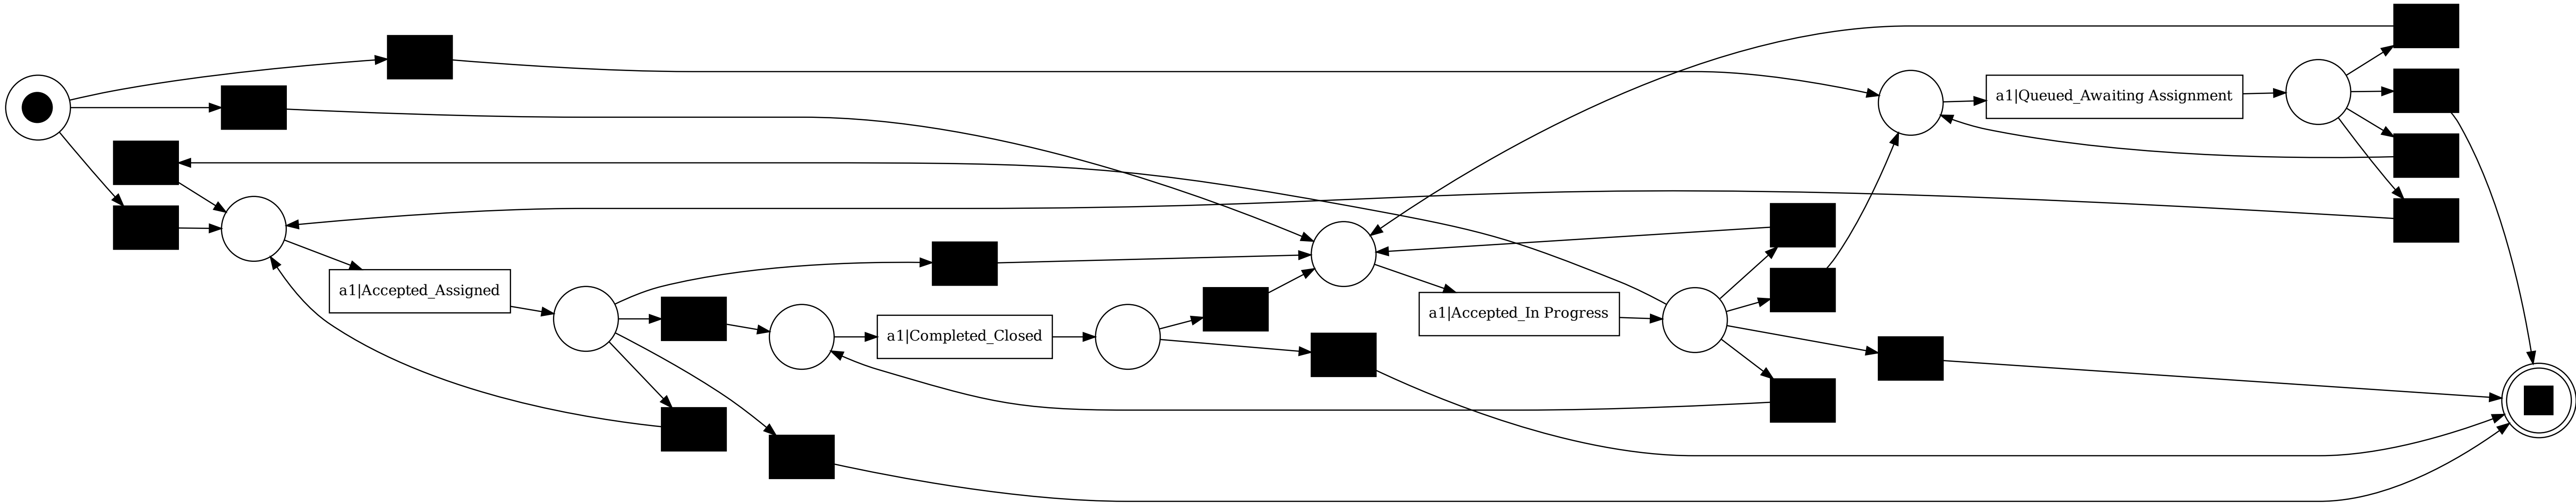 a1|Queued_Awaiting Assignment
a1|Accepted_Assigned
a1|Accepted_In Progress
a1|Completed_Closed